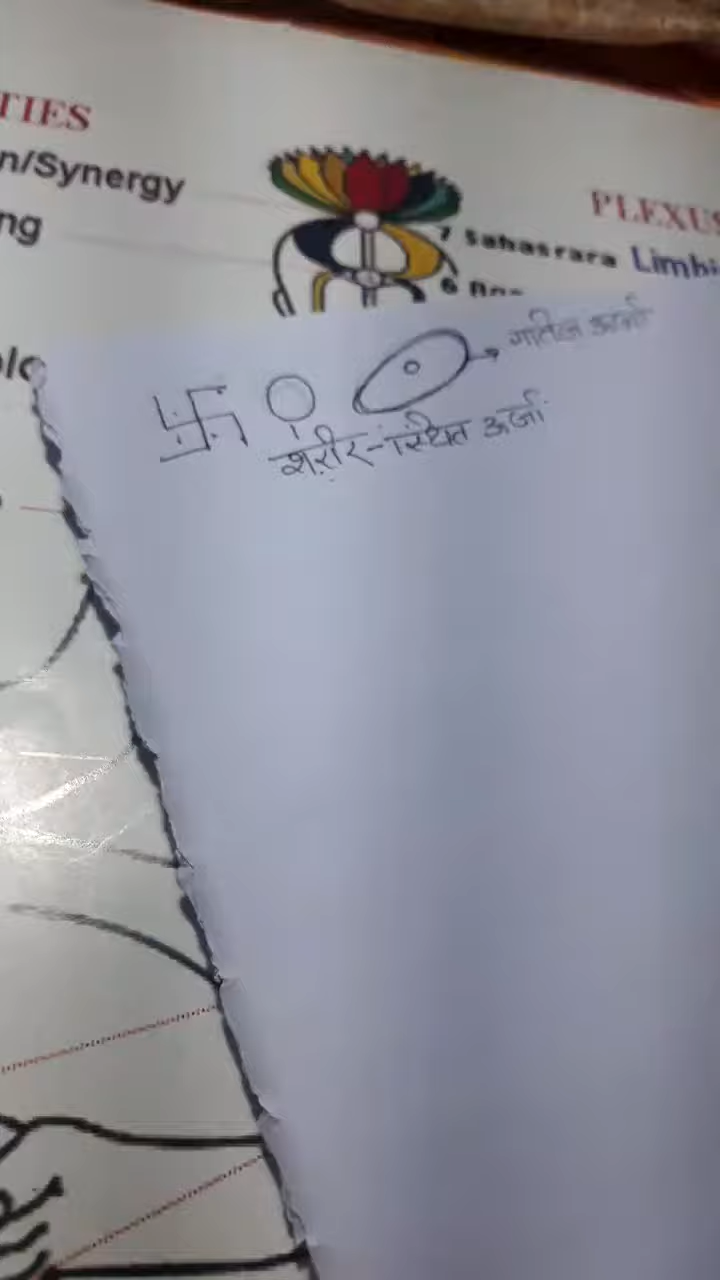 TIES
n/Synergy
ng
PLEXUS
7 Sahasrara Limbi
6
गतिज ऊर्जा
शरीर-स्थित ऊर्जा